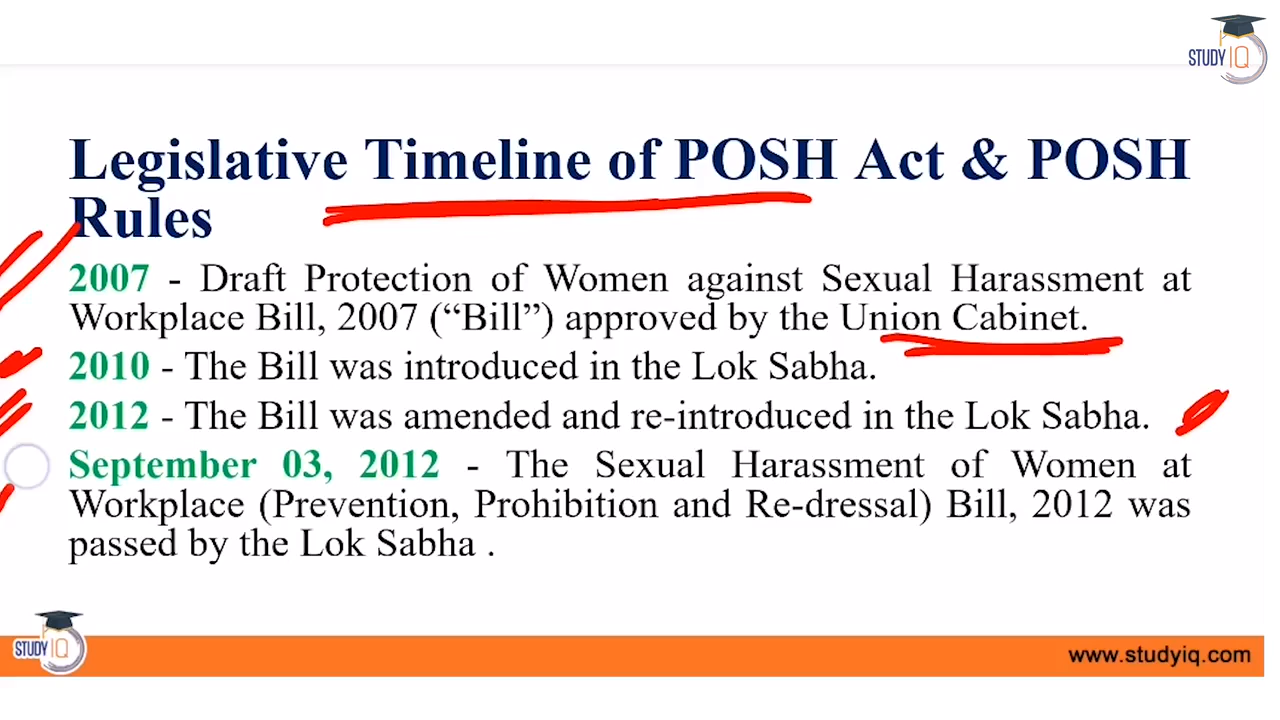 STUDY IQ
Legislative Timeline of POSH Act & POSH
Rules
2007 - Draft Protection of Women against Sexual Harassment at
Workplace Bill, 2007 (“Bill”) approved by the Union Cabinet.
2010 - The Bill was introduced in the Lok Sabha.
2012 - The Bill was amended and re-introduced in the Lok Sabha.
September 03, 2012 - The Sexual Harassment of Women at
Workplace (Prevention, Prohibition and Re-dressal) Bill, 2012 was
passed by the Lok Sabha .
STUDY IQ
www.studyiq.com